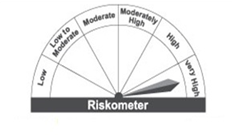 Low
Low to
Moderate
Moderate
Moderately
High
High
very High
Riskometer